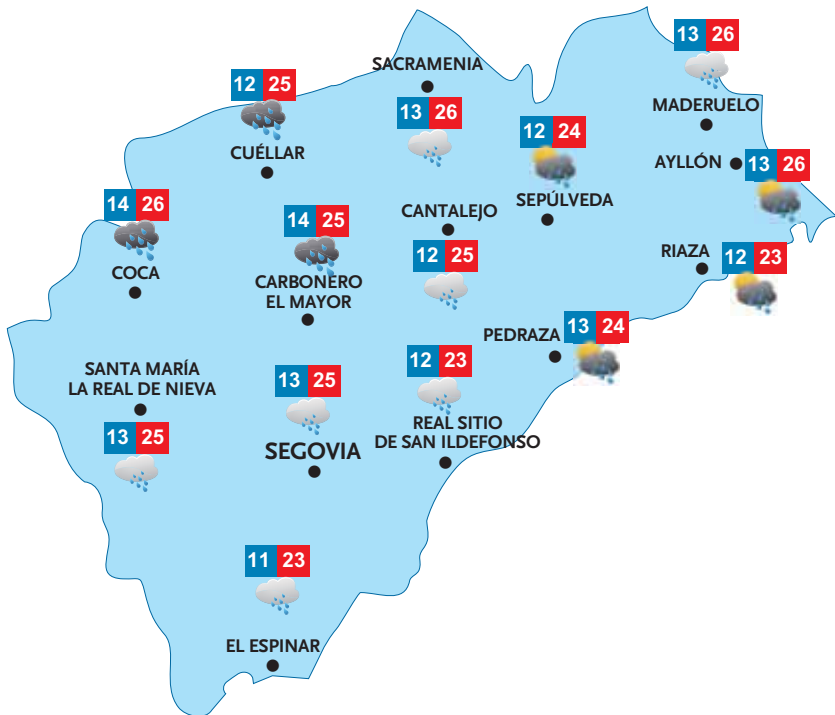 13 26
MADERUELO
SACRAMENIA
13 26
12 25
CUÉLLAR
12 24
SEPÚLVEDA
AYLLÓN
13 26
14 26
COCA
14 25
CARBONERO
EL MAYOR
CANTALEJO
12 25
RIAZA
12 23
PEDRAZA
13 24
SANTA MARÍA
LA REAL DE NIEVA
13 25
13 25
SEGOVIA
12 23
REAL SITIO
DE SAN ILDEFONSO
11 23
EL ESPINAR